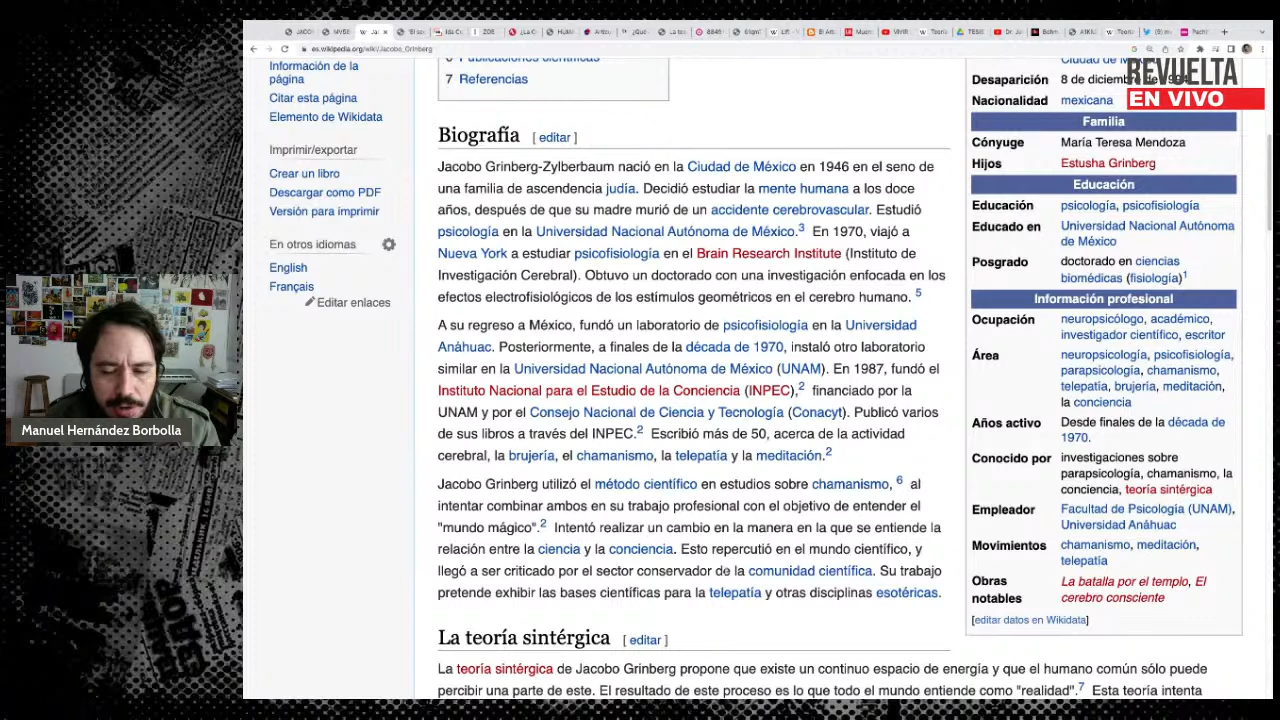 es.wikipedia.org/wiki/Jacobo_Grinberg
REVUELTA
EN VIVO
Información de la
página
Citar esta página
Elemento de Wikidata
Imprimir/exportar
Crear un libro
Descargar como PDF
Versión para imprimir
En otros idiomas
English
Français
Editar enlaces
Manuel Hernández Borbolla
Publicaciones científicas
7 Referencias
Biografía [ editar ]
Jacobo Grinberg-Zylberbaum nació en la Ciudad de México en 1946 en el seno de
una familia de ascendencia judía. Decidió estudiar la mente humana a los doce
años, después de que su madre murió de un accidente cerebrovascular. Estudió
psicología en la Universidad Nacional Autónoma de México.3 En 1970, viajó a
Nueva York a estudiar psicofisiología en el Brain Research Institute (Instituto de
Investigación Cerebral). Obtuvo un doctorado con una investigación enfocada en los
efectos electrofisiológicos de los estímulos geométricos en el cerebro humano. 5
A su regreso a México, fundó un laboratorio de psicofisiología en la Universidad
Anáhuac. Posteriormente, a finales de la década de 1970, instaló otro laboratorio
similar en la Universidad Nacional Autónoma de México (UNAM). En 1987, fundó el
Instituto Nacional para el Estudio de la Conciencia (INPEC),2 financiado por la
UNAM y por el Consejo Nacional de Ciencia y Tecnología (Conacyt). Publicó varios
de sus libros a través del INPEC.2 Escribió más de 50, acerca de la actividad
cerebral, la brujería, el chamanismo, la telepatía y la meditación.2
Jacobo Grinberg utilizó el método científico en estudios sobre chamanismo, 6 al
intentar combinar ambos en su trabajo profesional con el objetivo de entender el
"mundo mágico".2 Intentó realizar un cambio en la manera en la que se entiende la
relación entre la ciencia y la conciencia. Esto repercutió en el mundo científico, y
llegó a ser criticado por el sector conservador de la comunidad científica. Su trabajo
pretende exhibir las bases científicas para la telepatía y otras disciplinas esotéricas.
La teoría sintérgica [ editar ]
La teoría sintérgica de Jacobo Grinberg propone que existe un continuo espacio de energía y que el humano común sólo puede
percibir una parte de este. El resultado de este proceso es lo que todo el mundo entiende como "realidad".7 Esta teoría intenta
Ciudad de México
Desaparición 8 de diciembre de 1994
Nacionalidad mexicana
Familia
Cónyuge María Teresa Mendoza
Hijos Estusha Grinberg
Educación
Educación psicología, psicofisiología
Educado en Universidad Nacional Autónoma
de México
Posgrado doctorado en ciencias
biomédicas (fisiología)1
Información profesional
Ocupación neuropsicólogo, académico,
investigador científico, escritor
Área neuropsicología, psicofisiología,
parapsicología, chamanismo,
telepatía, brujería, meditación,
la conciencia
Años activo Desde finales de la década de
1970.
Conocido por investigaciones sobre
parapsicología, chamanismo, la
conciencia, teoría sintérgica
Empleador Facultad de Psicología (UNAM),
Universidad Anáhuac
Movimientos chamanismo, meditación,
telepatía
Obras La batalla por el templo, El
notables cerebro consciente
[editar datos en Wikidata]